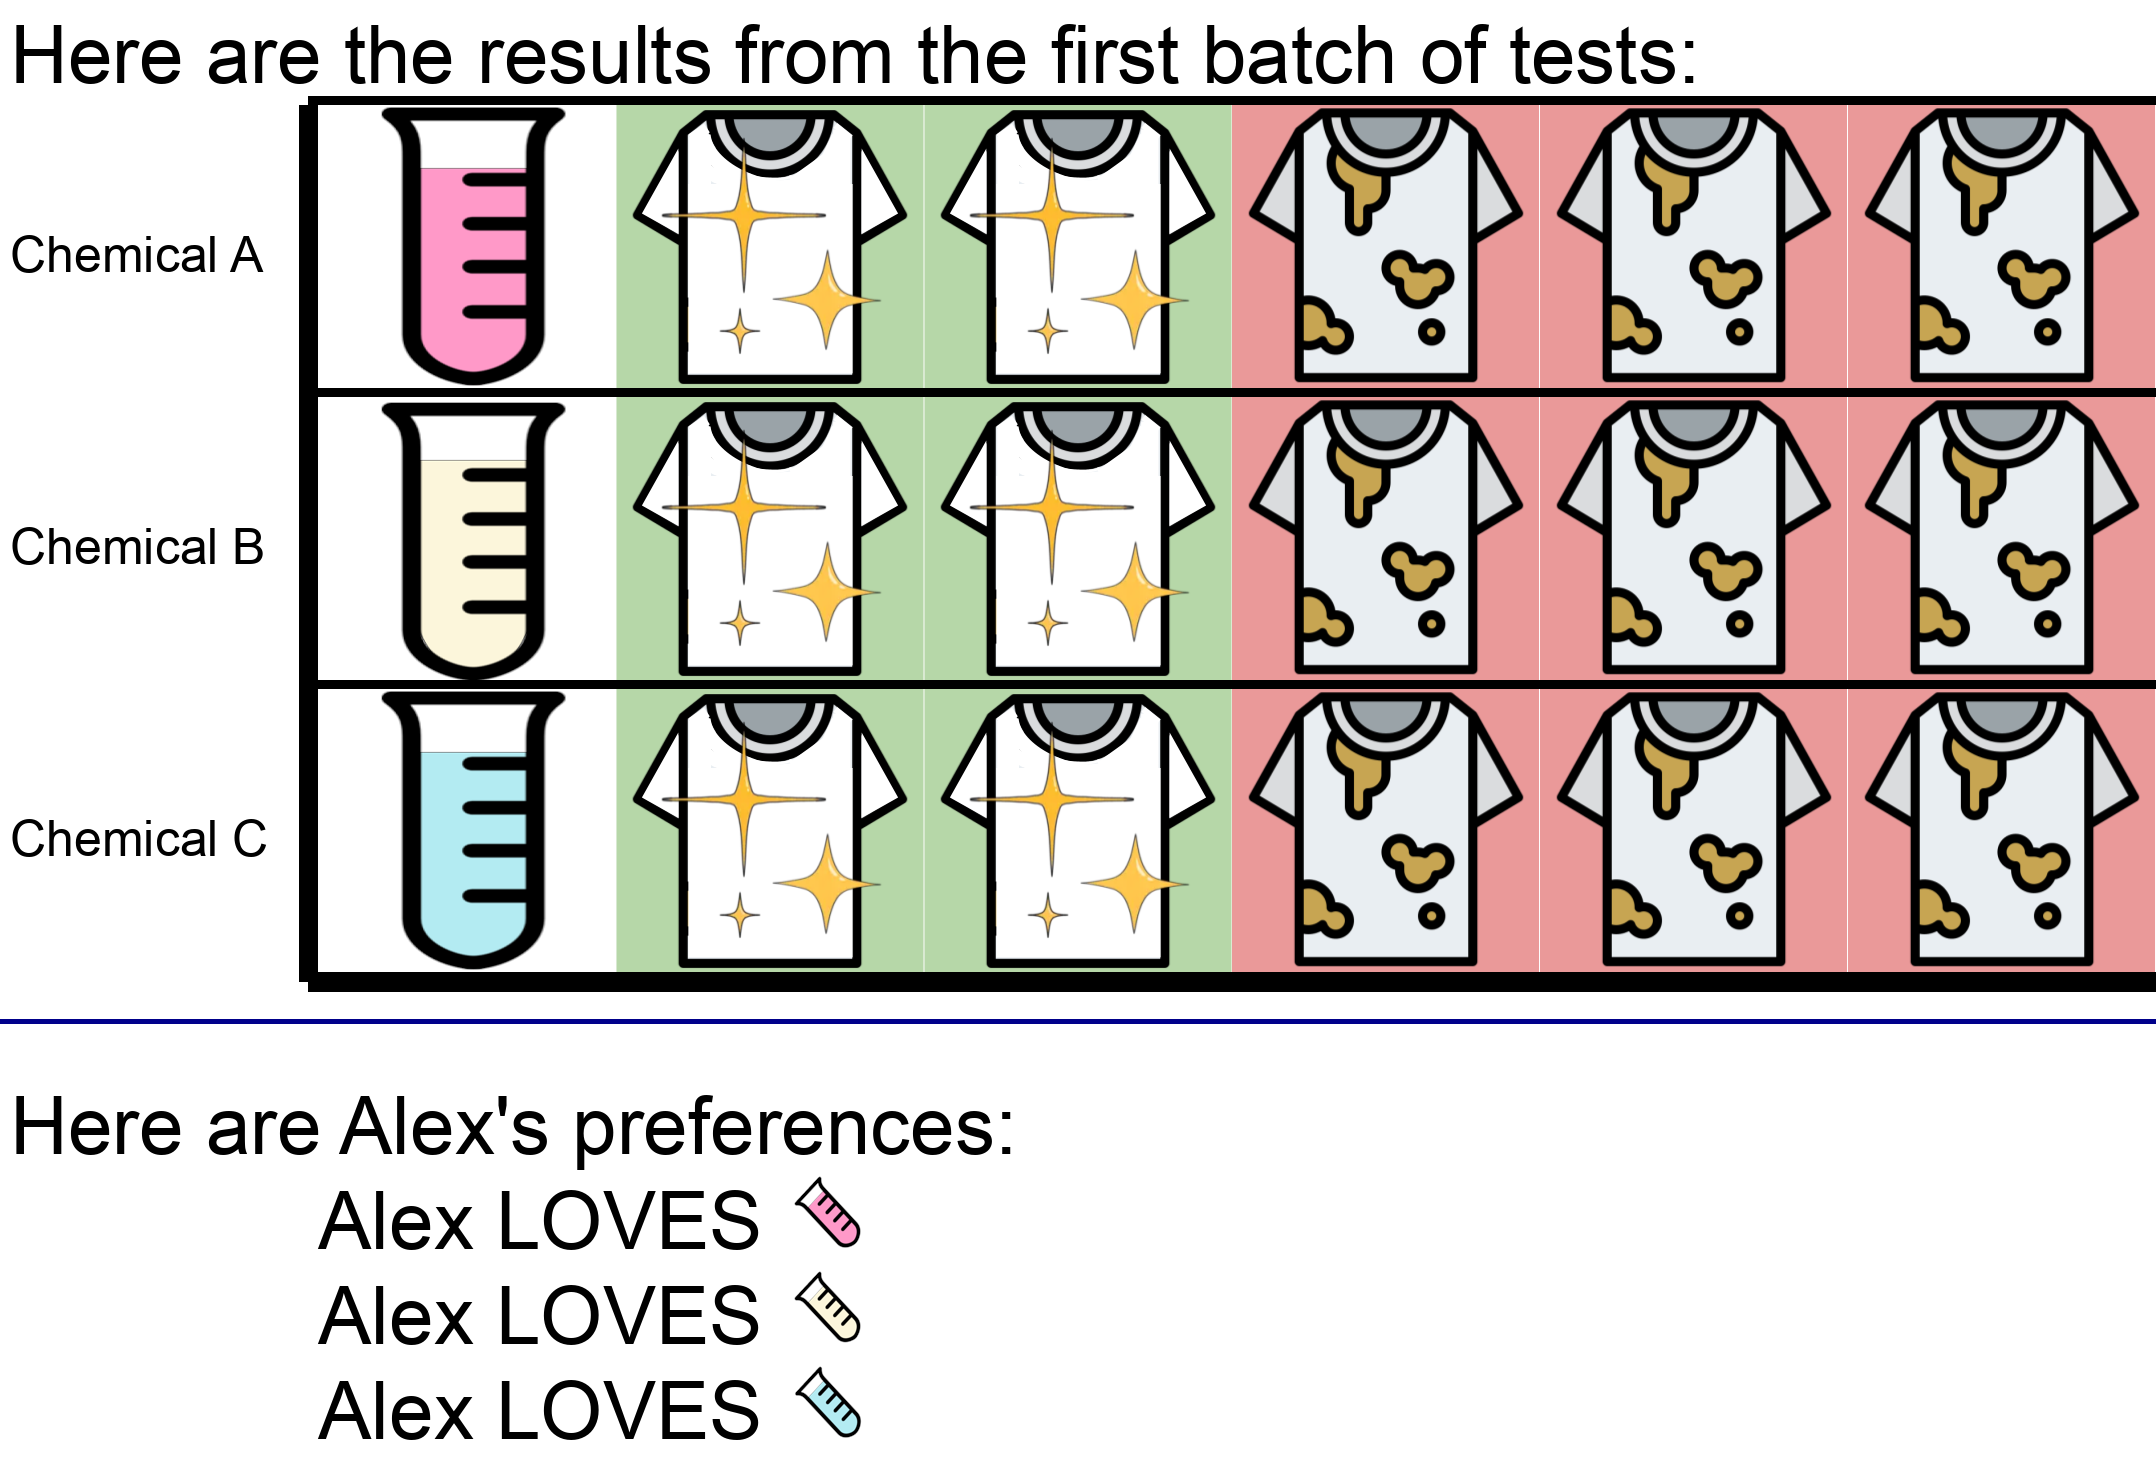 Here are the results from the first batch of tests:
Chemical A
Chemical B
Chemical C
Here are Alex's preferences:
Alex LOVES
Alex LOVES
Alex LOVES